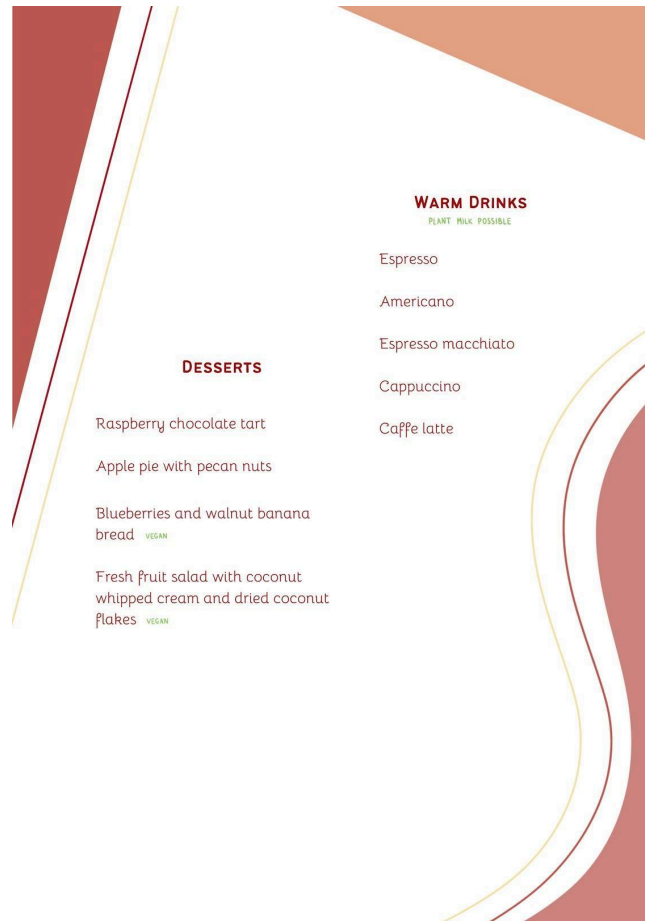 Desserts
Raspberry chocolate tart
Apple pie with pecan nuts
Blueberries and walnut banana
bread VEGAN
Fresh fruit salad with coconut
whipped cream and dried coconut
flakes VEGAN
Warm Drinks
PLANT MILK POSSIBLE
Espresso
Americano
Espresso macchiato
Cappuccino
Caffe latte